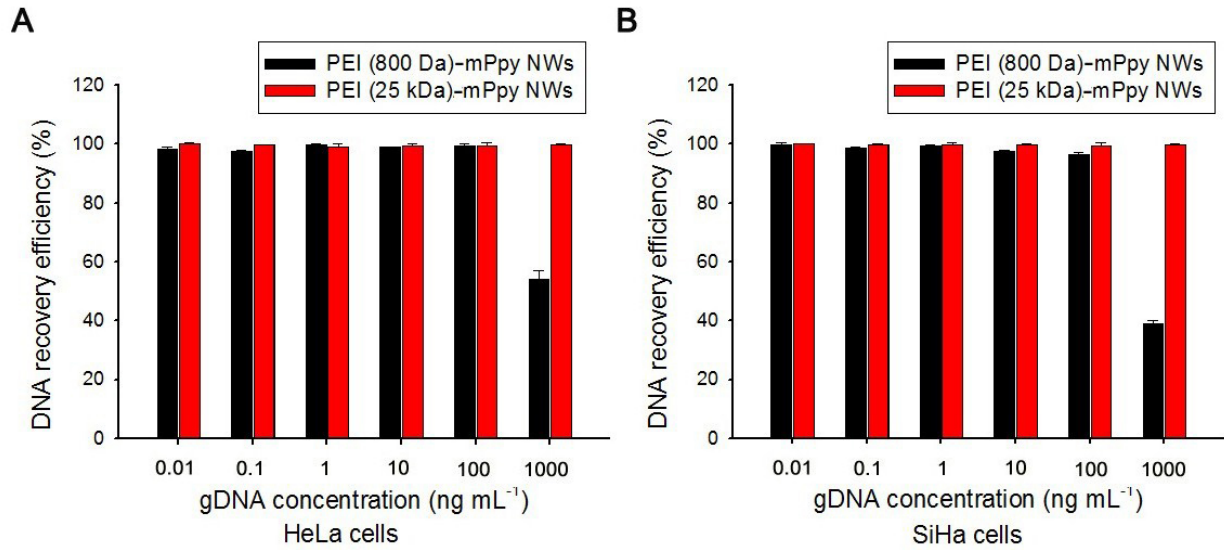 A
PEI (800 Da)–mPpy NWs
PEI (25 kDa)–mPpy NWs
DNA recovery efficiency (%)
120
100
80
60
40
20
0
0.01 0.1 1 10 100 1000
gDNA concentration (ng mL⁻¹)
HeLa cells
B
PEI (800 Da)–mPpy NWs
PEI (25 kDa)–mPpy NWs
DNA recovery efficiency (%)
120
100
80
60
40
20
0
0.01 0.1 1 10 100 1000
gDNA concentration (ng mL⁻¹)
SiHa cells